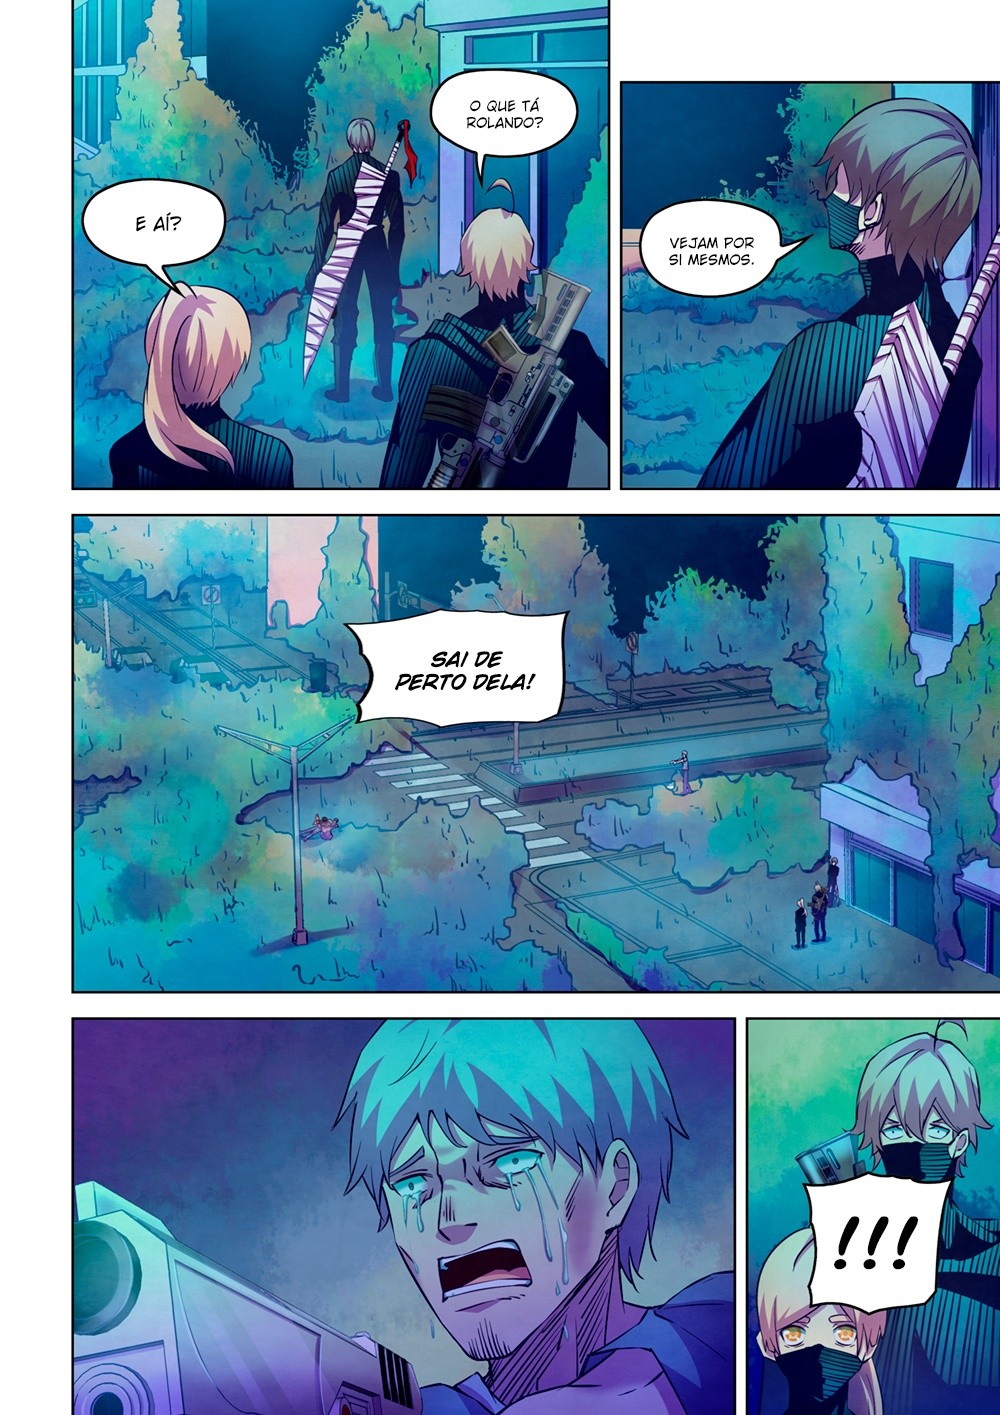 E AÍ?
O QUE TÁ
ROLANDO?
VEJAM POR
SI MESMOS.
SAI DE
PERTO DELA!
!!!